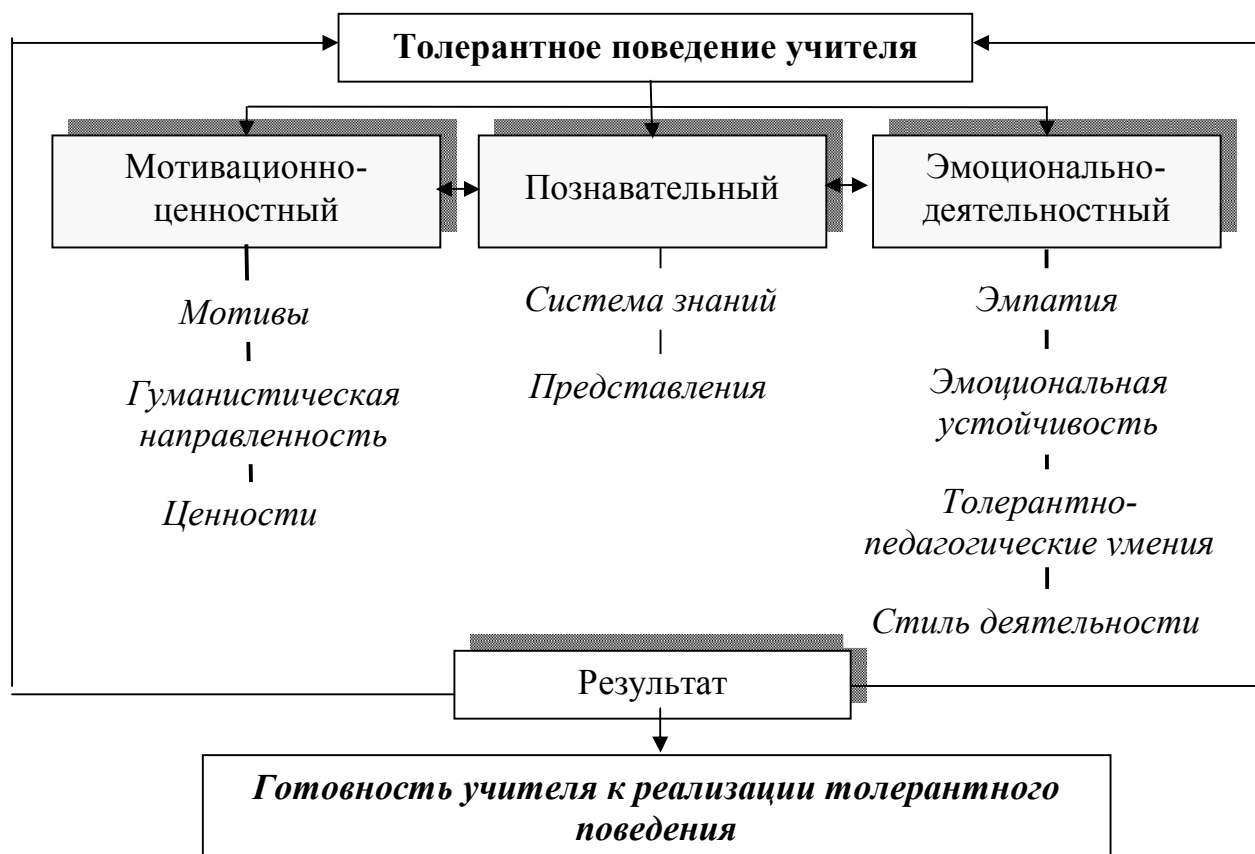 Толерантное поведение учителя
Мотивационно-
ценностный
Познавательный
Эмоционально-
деятельностный
Мотивы
Гуманистическая
направленность
Ценности
Система знаний
Представления
Эмпатия
Эмоциональная
устойчивость
Толерантно-
педагогические умения
Стиль деятельности
Результат
Готовность учителя к реализации толерантного
поведения